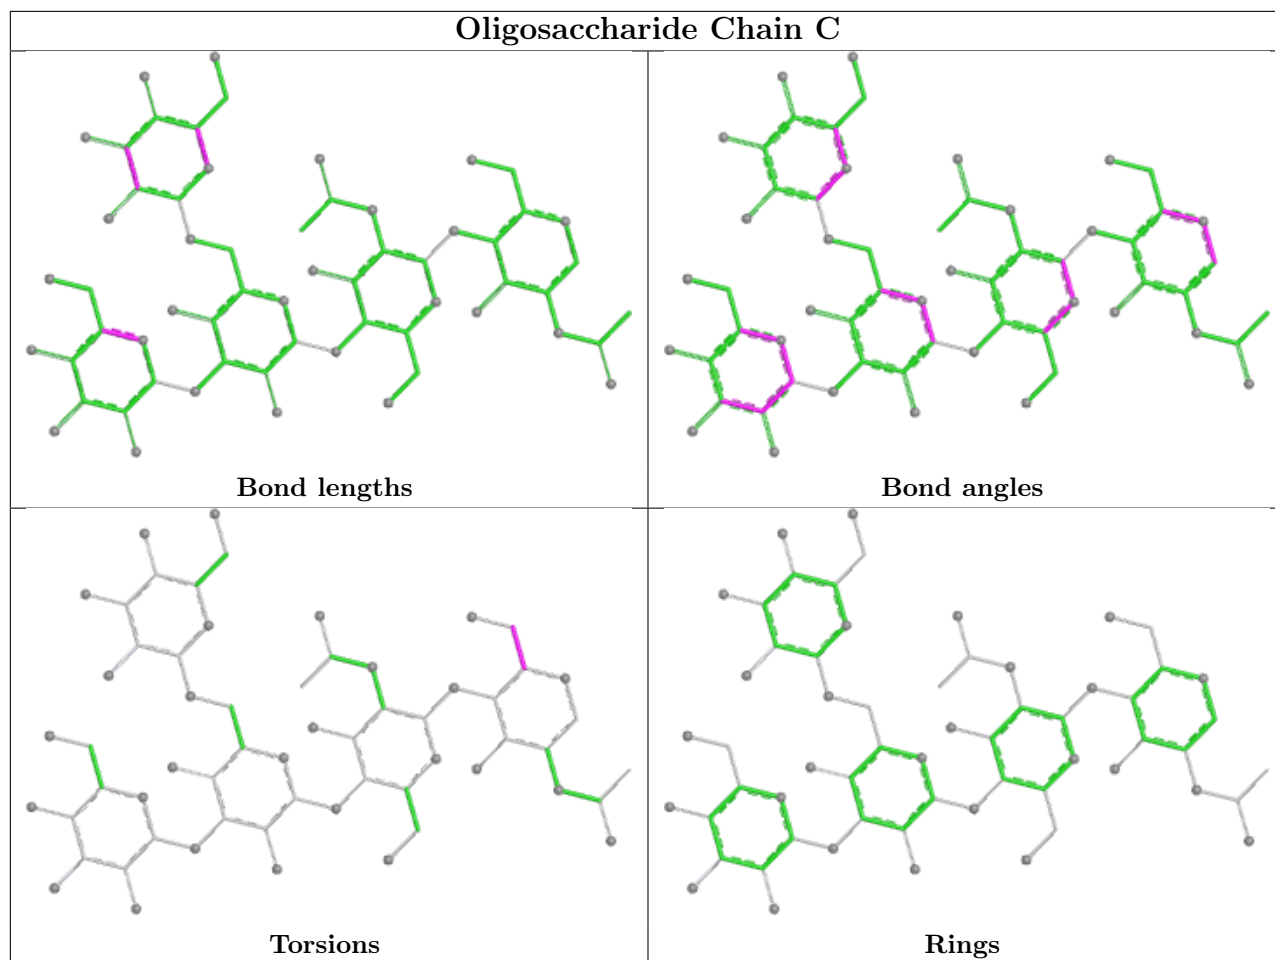 Oligosaccharide Chain C
Bond lengths
Bond angles
Torsions
Rings